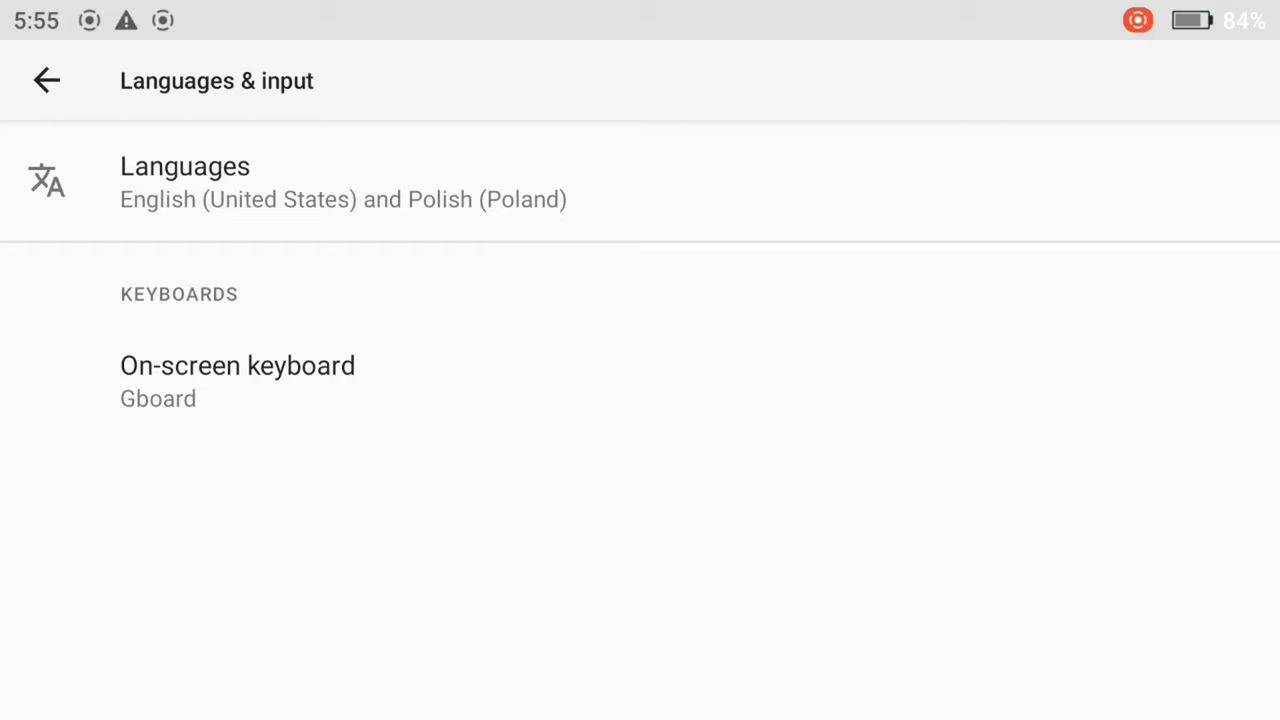 5:55
84%
Languages & input
Languages
English (United States) and Polish (Poland)
KEYBOARDS
On-screen keyboard
Gboard